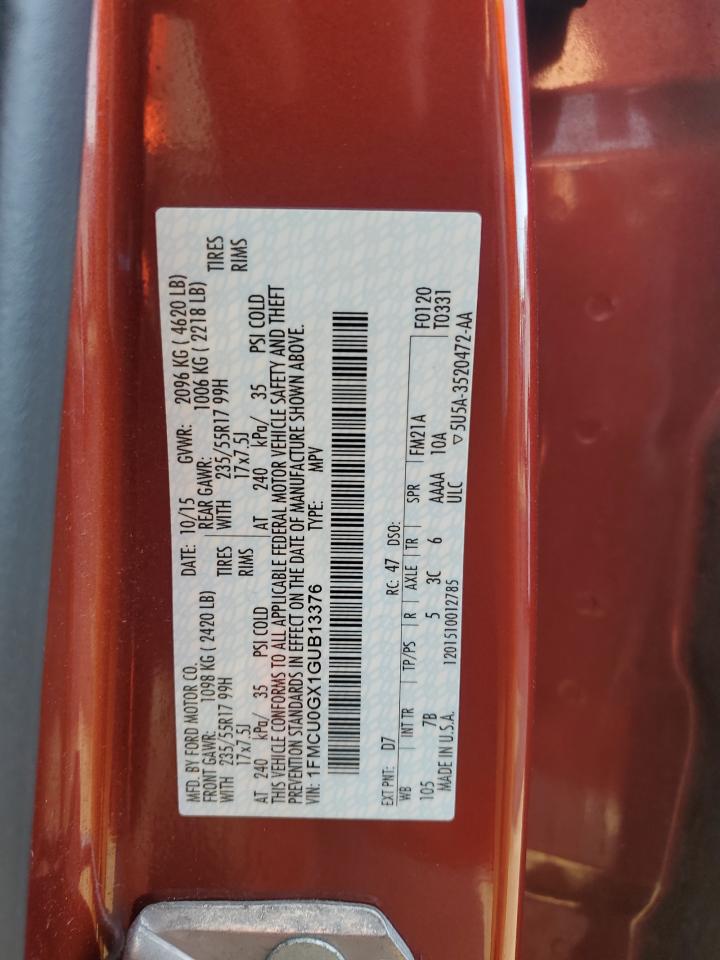 MFD. BY FORD MOTOR CO.
DATE: 10/15 GVWR: 2096 KG ( 4620 LB)
FRONT GAWR: 1098 KG ( 2420 LB) REAR GAWR: 1006 KG ( 2218 LB)
WITH 235/55R17 99H TIRES WITH 235/55R17 99H TIRES
17x7.5J RIMS 17x7.5J RIMS
AT 240 kPa/ 35 PSI COLD AT 240 kPa/ 35 PSI COLD
THIS VEHICLE CONFORMS TO ALL APPLICABLE FEDERAL MOTOR VEHICLE SAFETY AND THEFT
PREVENTION STANDARDS IN EFFECT ON THE DATE OF MANUFACTURE SHOWN ABOVE.
VIN: 1FMCU0GX1GUB13376 TYPE: MPV
EXT PNT: D7 RC: 47 DSO: F0120
WB INT TR TP/PS R AXLE TR SPR FM21A T0331
105 7B 5 3C 6 AAAA 10A
MADE IN U.S.A. 1201510012785 ULC ▽5U5A-3520472-AA